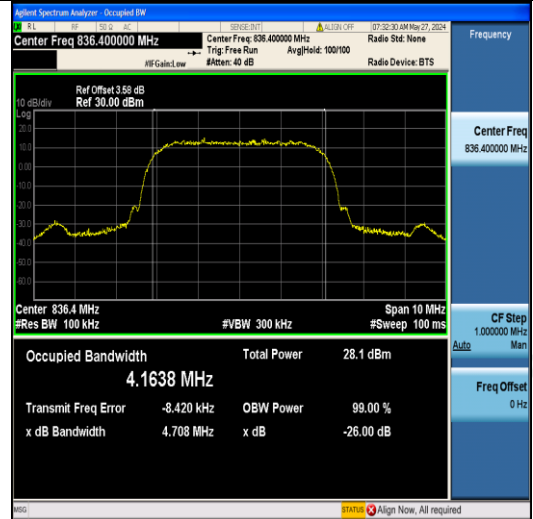 Agilent Spectrum Analyzer - Occupied BW
RL RF 50 Ω AC SENSE:INT ALIGN OFF 07:32:30 AM May 27, 2024
Center Freq 836.400000 MHz
Center Freq: 836.400000 MHz Radio Std: None
Trig: Free Run Avg|Hold: 100/100
#IFGain:Low #Atten: 40 dB Radio Device: BTS
Frequency
Ref Offset 3.58 dB
10 dB/div Ref 30.00 dBm
Log
20.0
10.0
0.00
-10.0
-20.0
-30.0
-40.0
-50.0
-60.0
Center 836.4 MHz Span 10 MHz
#Res BW 100 kHz #VBW 300 kHz #Sweep 100 ms
Occupied Bandwidth Total Power 28.1 dBm
4.1638 MHz
Transmit Freq Error -8.420 kHz OBW Power 99.00 %
x dB Bandwidth 4.708 MHz x dB -26.00 dB
Center Freq
836.400000 MHz
CF Step
1.000000 MHz
Auto Man
Freq Offset
0 Hz
MSG STATUS Align Now, All required